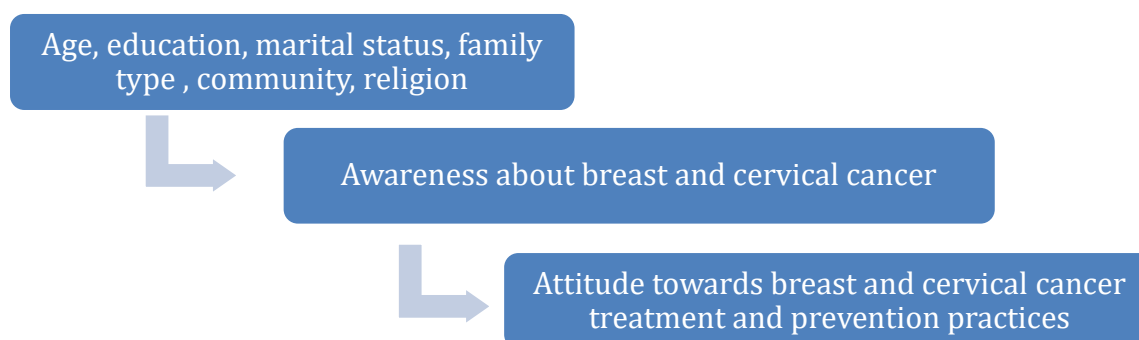 Age, education, marital status, family
type , community, religion
Awareness about breast and cervical cancer
Attitude towards breast and cervical cancer
treatment and prevention practices